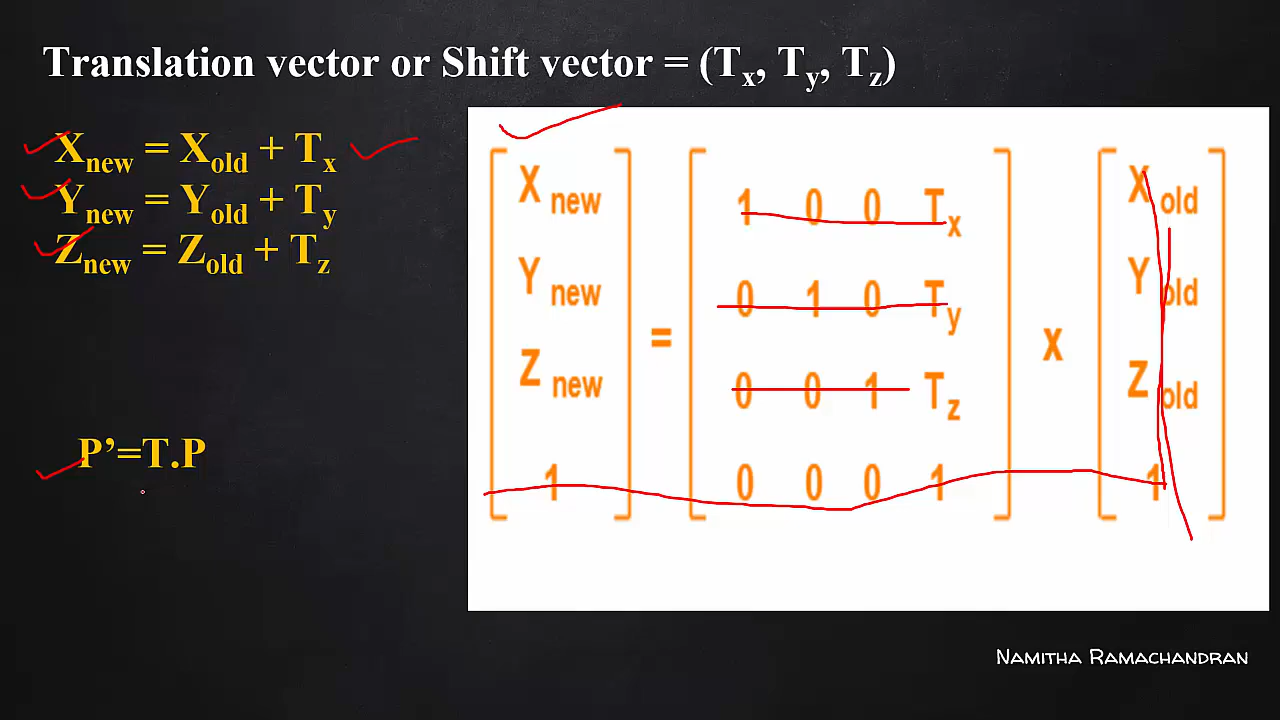 Translation vector or Shift vector = (Tx, Ty, Tz)
Xnew = Xold + Tx
Ynew = Yold + Ty
Znew = Zold + Tz
P’=T.P
X new 1 0 0 Tx X old
Y new 0 1 0 Ty Y old
= x
Z new 0 0 1 Tz Z old
1 0 0 0 1 1
Namitha Ramachandran